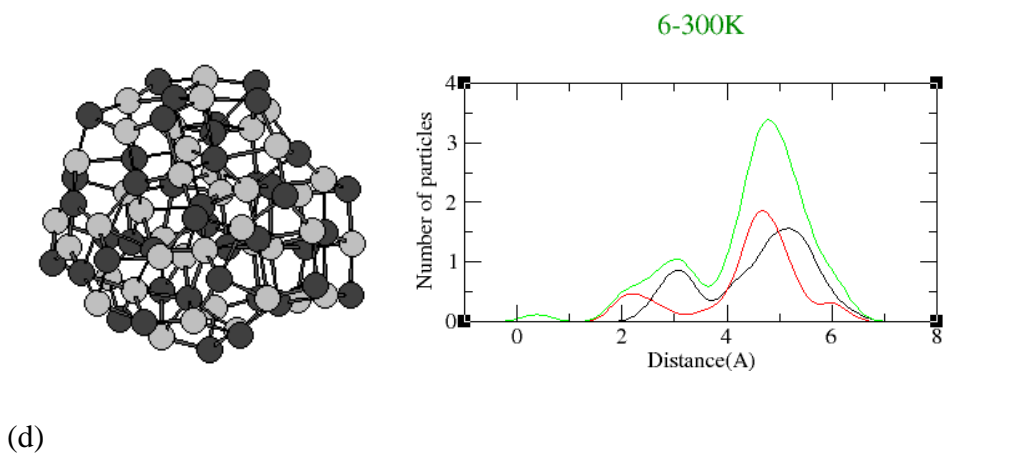 6-300K
4
3
2
1
0
Number of particles
0 2 4 6 8
Distance(A)
(d)